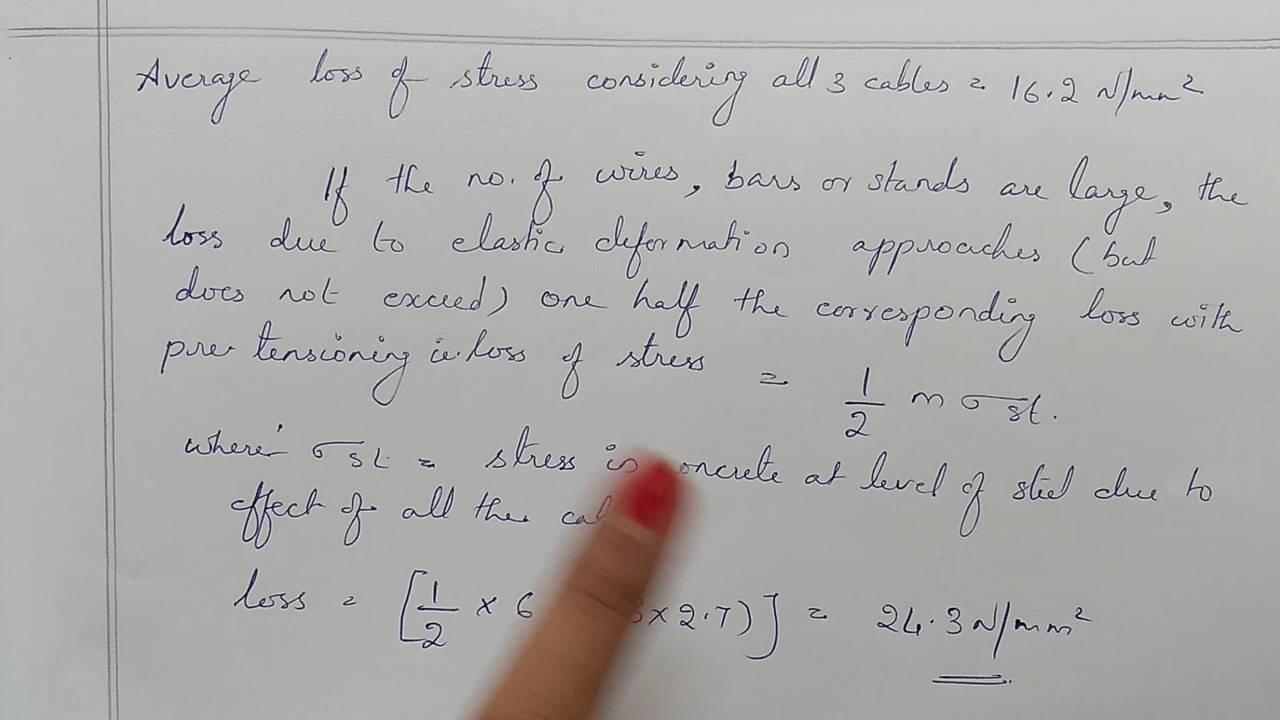 Average loss of stress considering all 3 cables = 16.2 N/mm²
If the no. of wires, bars or stands are large, the
loss due to elastic deformation approaches (but
does not exceed) one half the corresponding loss with
pre tensioning ie. loss of stress = 1/2 m σst.
where σst = stress in concrete at level of steel due to
effect of all the
loss = [1/2 × 6 3×2.7)] = 24.3 N/mm²